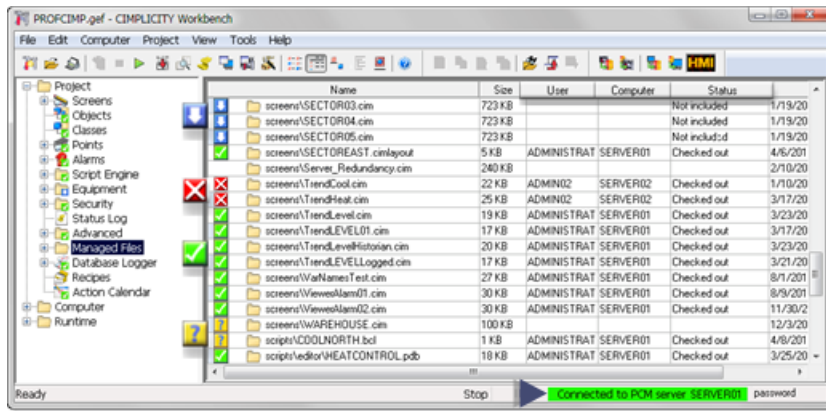 PROFCIMP.gef - CIMPLICITY Workbench
File Edit Computer Project View Tools Help
HMI
Project
Screens
Objects
Classes
Points
Alarms
Script Engine
Equipment
Security
Status Log
Advanced
Managed Files
Database Logger
Recipes
Action Calendar
Computer
Runtime
Name Size User Computer Status
screens\SECTOR03.cim 723 KB Not included 1/19/20
screens\SECTOR04.cim 723 KB Not included 1/19/20
screens\SECTOR05.cim 723 KB Not included 1/19/20
screens\SECTOREAST.cimlayout 5 KB ADMINISTRAT SERVER01 Checked out 4/6/201
screens\Server_Redundancy.cim 240 KB 2/10/20
screens\TrendCool.cim 22 KB ADMIN02 SERVER02 Checked out 1/10/20
screens\TrendHeat.cim 25 KB ADMIN02 SERVER02 Checked out 3/17/20
screens\TrendLevel.cim 19 KB ADMINISTRAT SERVER01 Checked out 3/23/20
screens\TrendLEVEL01.cim 17 KB ADMINISTRAT SERVER01 Checked out 3/17/20
screens\TrendLevelHistorian.cim 20 KB ADMINISTRAT SERVER01 Checked out 3/23/20
screens\TrendLEVELLogged.cim 17 KB ADMINISTRAT SERVER01 Checked out 3/21/20
screens\VarNamesTest.cim 27 KB ADMINISTRAT SERVER01 Checked out 8/1/201
screens\ViewerAlarm01.cim 30 KB ADMINISTRAT SERVER01 Checked out 8/9/201
screens\ViewerAlarm02.cim 30 KB ADMINISTRAT SERVER01 Checked out 11/30/2
screens\WAREHOUSE.cim 100 KB 12/3/20
scripts\COOLNORTH.bcl 1 KB ADMINISTRAT SERVER01 Checked out 4/8/201
scripts\editor\HEATCONTROL.pdb 18 KB ADMINISTRAT SERVER01 Checked out 3/25/20
Ready Stop Connected to PCM server SERVER01 password